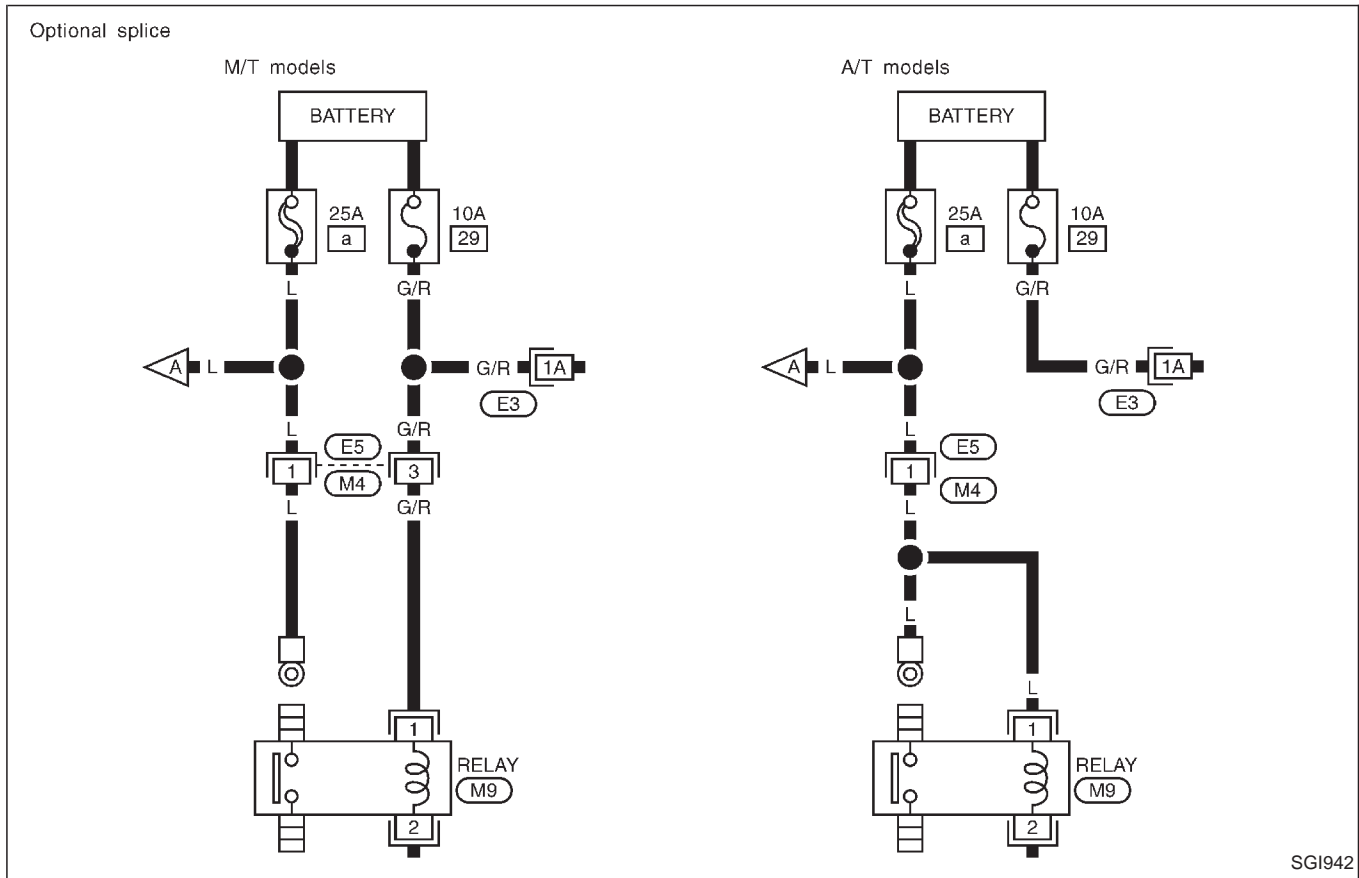 Optional splice
M/T models
BATTERY
25A
a
10A
29
L
G/R
A
L
G/R
1A
E3
L
G/R
1
E5
M4
3
L
G/R
1
RELAY
M9
2
A/T models
BATTERY
25A
a
10A
29
L
G/R
A
L
G/R
1A
E3
L
1
E5
M4
L
L
L
1
RELAY
M9
2
SGI942